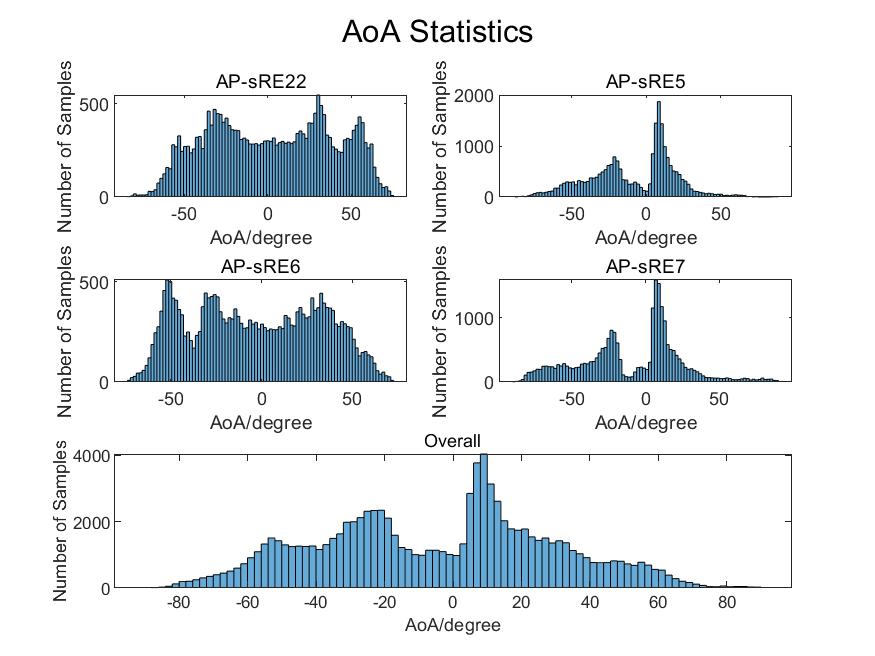 AoA Statistics
AP-sRE22
Number of Samples
500
0
-50
0
50
AoA/degree
AP-sRE5
Number of Samples
2000
1000
0
-50
0
50
AoA/degree
AP-sRE6
Number of Samples
500
0
-50
0
50
AoA/degree
AP-sRE7
Number of Samples
1000
0
-50
0
50
AoA/degree
Overall
Number of Samples
4000
2000
0
-80
-60
-40
-20
0
20
40
60
80
AoA/degree